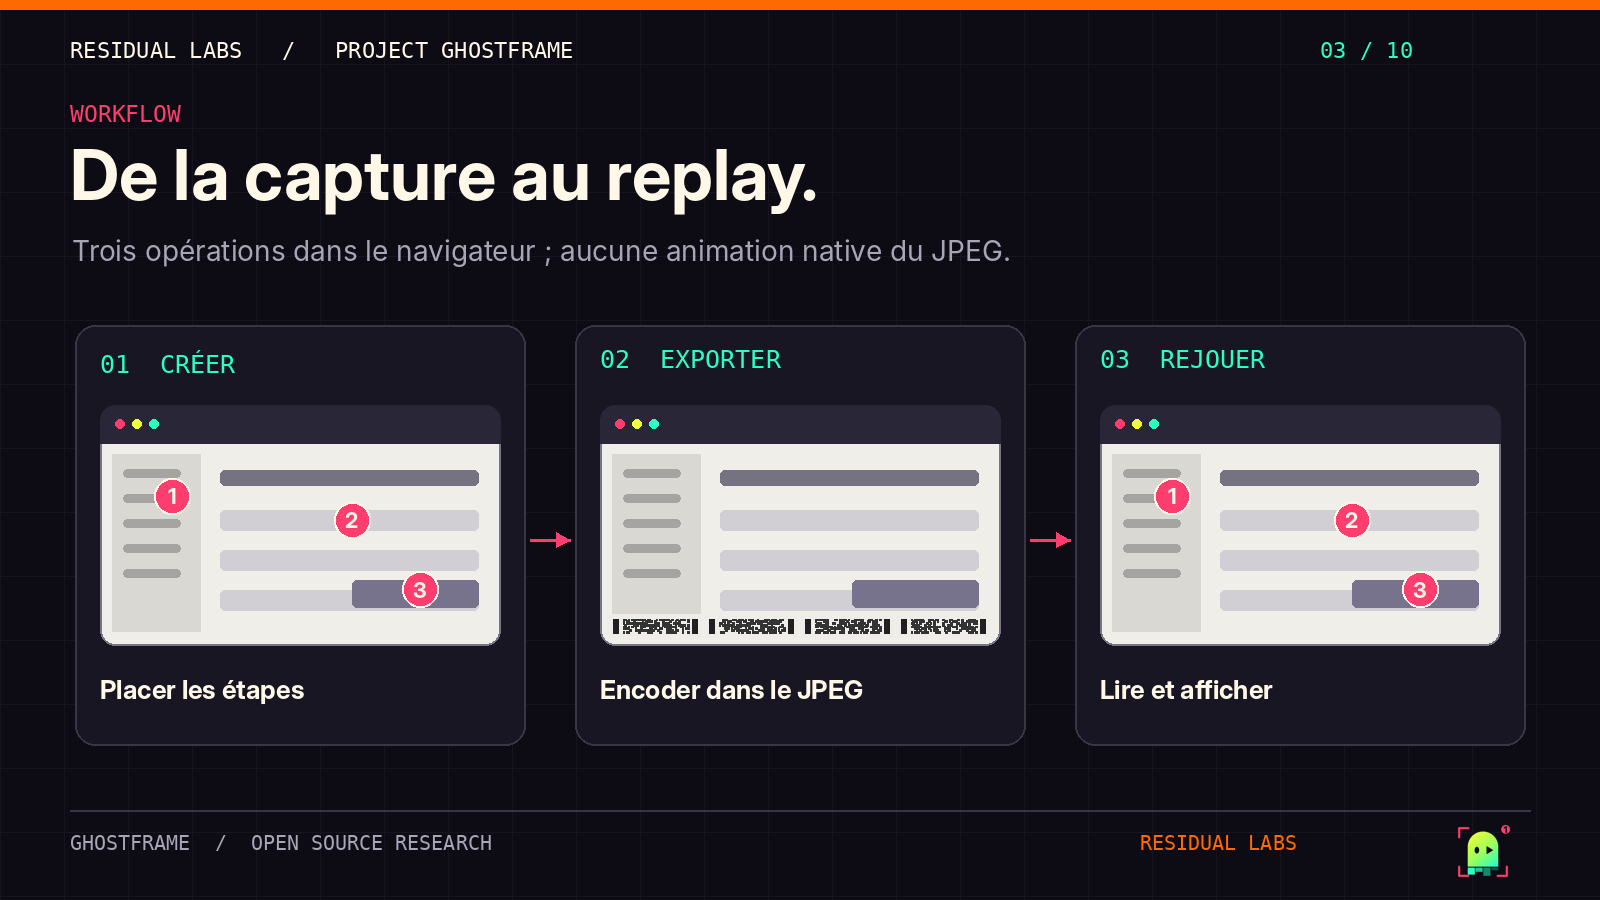 RESIDUAL LABS / PROJECT GHOSTFRAME
03 / 10
WORKFLOW
De la capture au replay.
Trois opérations dans le navigateur ; aucune animation native du JPEG.
01 CRÉER
1
2
3
Placer les étapes
02 EXPORTER
Encoder dans le JPEG
03 REJOUER
1
2
3
Lire et afficher
GHOSTFRAME / OPEN SOURCE RESEARCH
RESIDUAL LABS
1